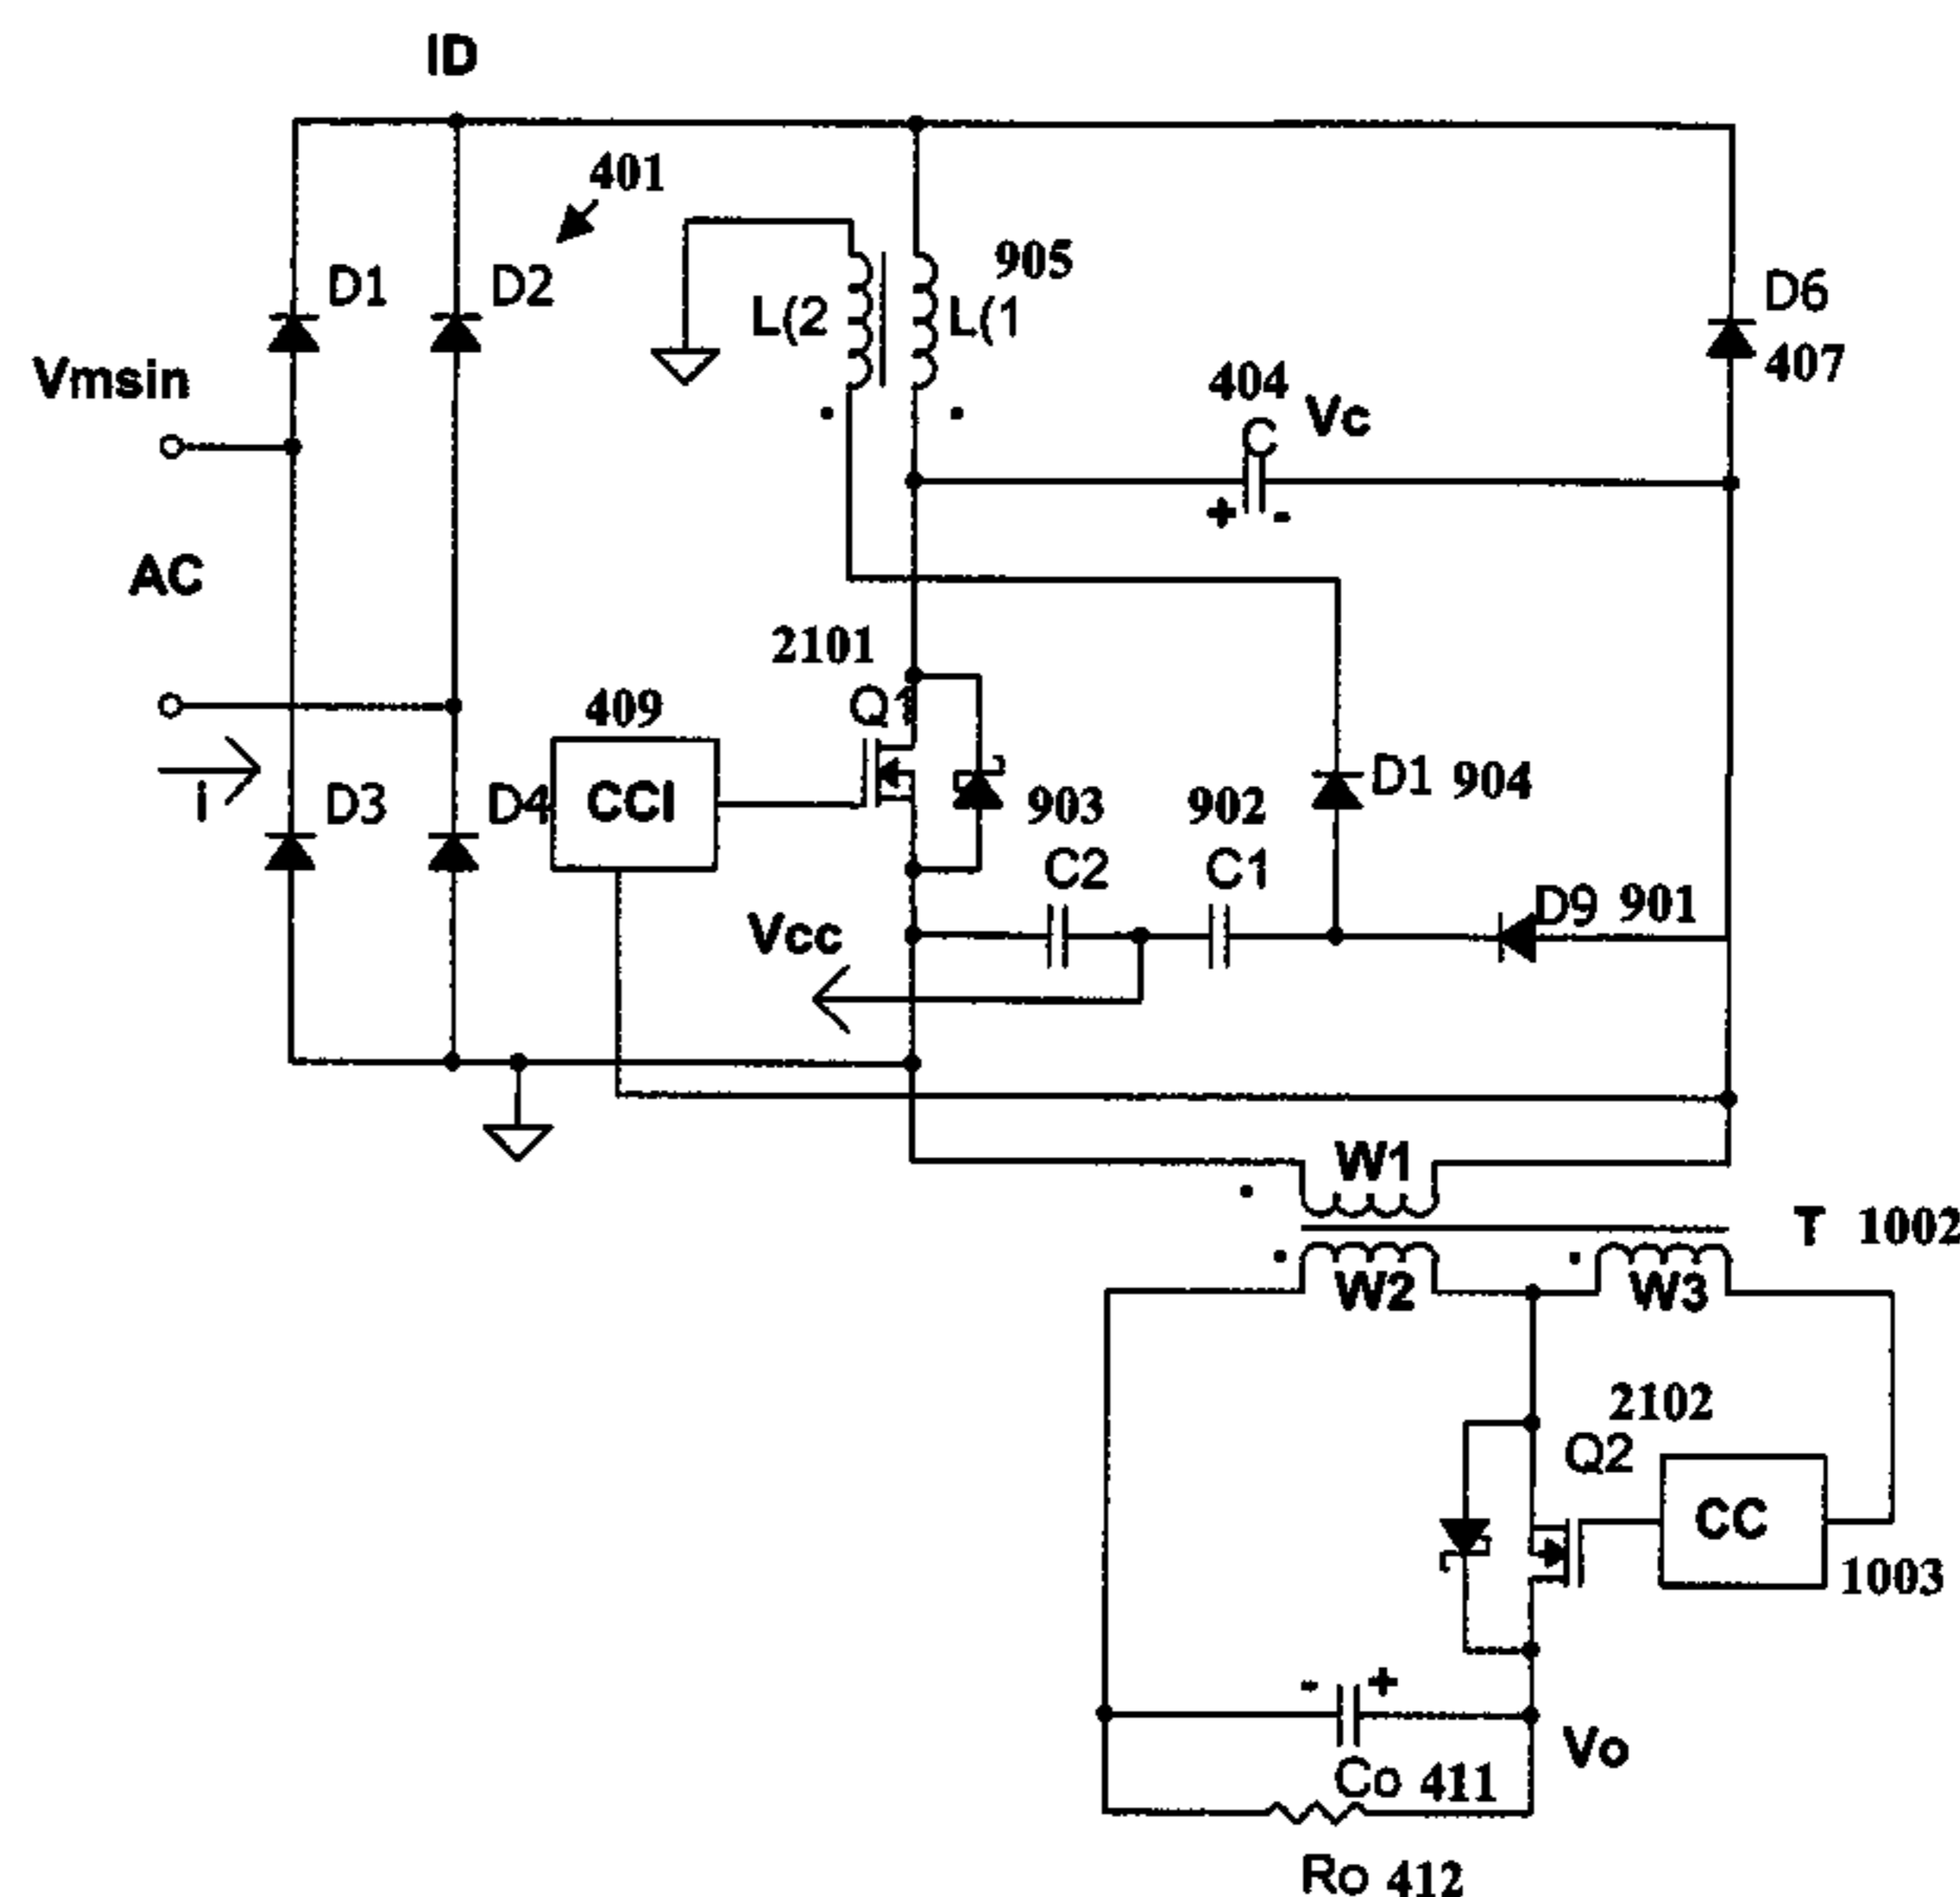 ID
401
D1
D2
905
L(2
L(1
D6
407
Vmsin
404
Vc
C
+ -
AC
2101
Q1
409
CCI
i
D3
D4
903
902
D1 904
C2
C1
D9 901
Vcc
W1
T 1002
W2
W3
2102
Q2
CC
1003
- +
Vo
Co 411
Ro 412